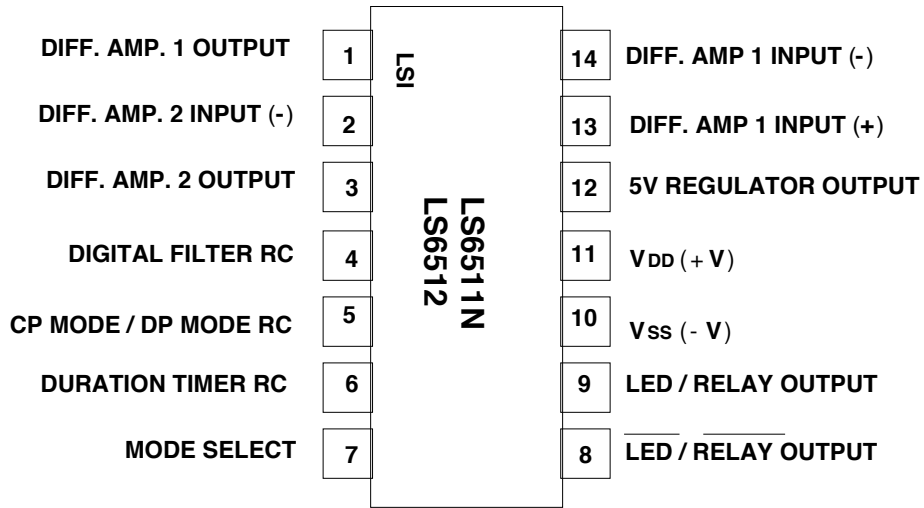 DIFF. AMP. 1 OUTPUT
1
DIFF. AMP. 2 INPUT (-)
2
DIFF. AMP. 2 OUTPUT
3
DIGITAL FILTER RC
4
CP MODE / DP MODE RC
5
DURATION TIMER RC
6
MODE SELECT
7
LSI
LS6511N
LS6512
14
DIFF. AMP 1 INPUT (-)
13
DIFF. AMP 1 INPUT (+)
12
5V REGULATOR OUTPUT
11
VDD (+ V)
10
VSS (- V)
9
LED / RELAY OUTPUT
8
L̅E̅D̅ / R̅E̅L̅A̅Y̅ OUTPUT